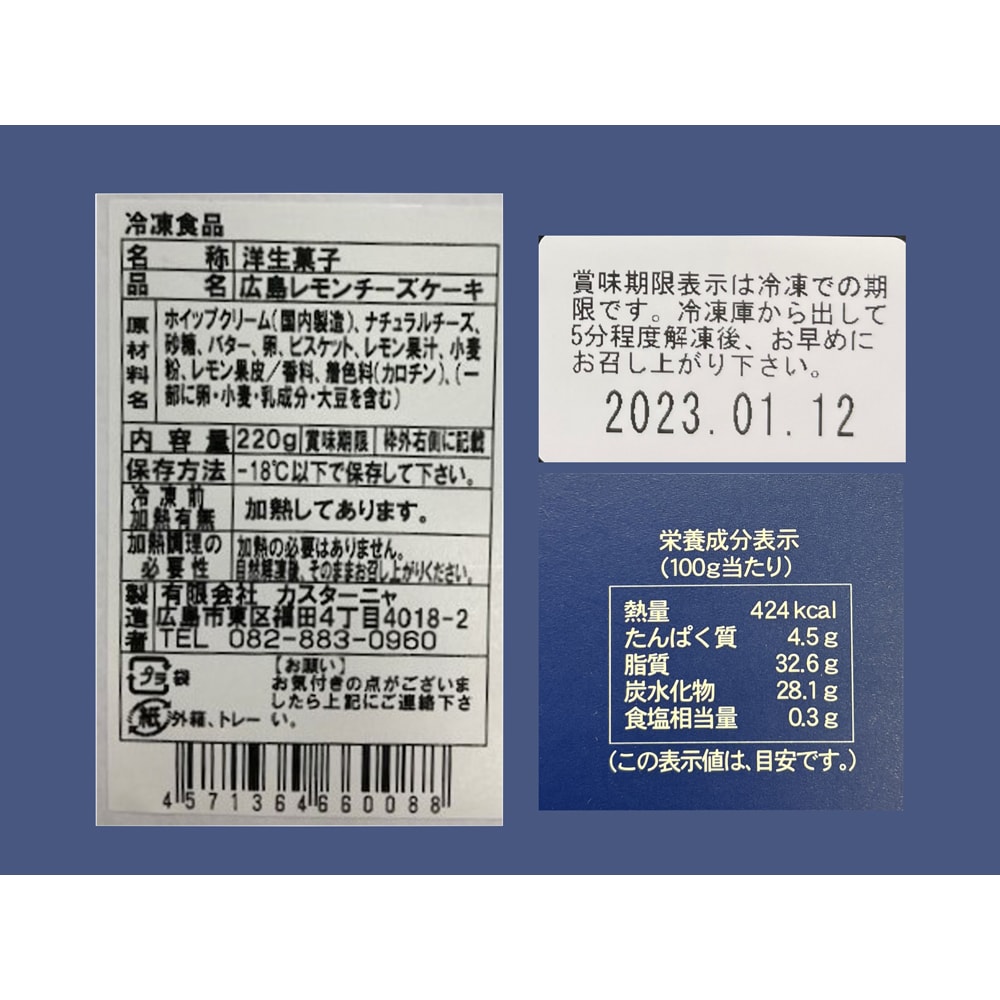 冷凍食品
名称 洋生菓子
品名 広島レモンチーズケーキ
原材料名 ホイップクリーム(国内製造)、ナチュラルチーズ、
砂糖、バター、卵、ビスケット、レモン果汁、小麦
粉、レモン果皮/香料、着色料(カロチン)、(一
部に卵・小麦・乳成分・大豆を含む)
内容量 220g 賞味期限 枠外右側に記載
保存方法 -18℃以下で保存して下さい。
冷凍前
加熱有無 加熱してあります。
加熱調理の
必要性 加熱の必要はありません。
自然解凍後、そのままお召し上がりください。
製造者 有限会社 カスターニャ
広島市東区福田4丁目4018-2
TEL 082-883-0960
プラ 袋
紙 外箱、トレー
【お願い】
お気付きの点がございま
したら上記にご連絡下さ
い。
4571364660088
賞味期限表示は冷凍での期
限です。冷凍庫から出して
5分程度解凍後、お早めに
お召し上がり下さい。
2023.01.12
栄養成分表示
(100g当たり)
熱量 424kcal
たんぱく質 4.5g
脂質 32.6g
炭水化物 28.1g
食塩相当量 0.3g
(この表示値は、目安です。)